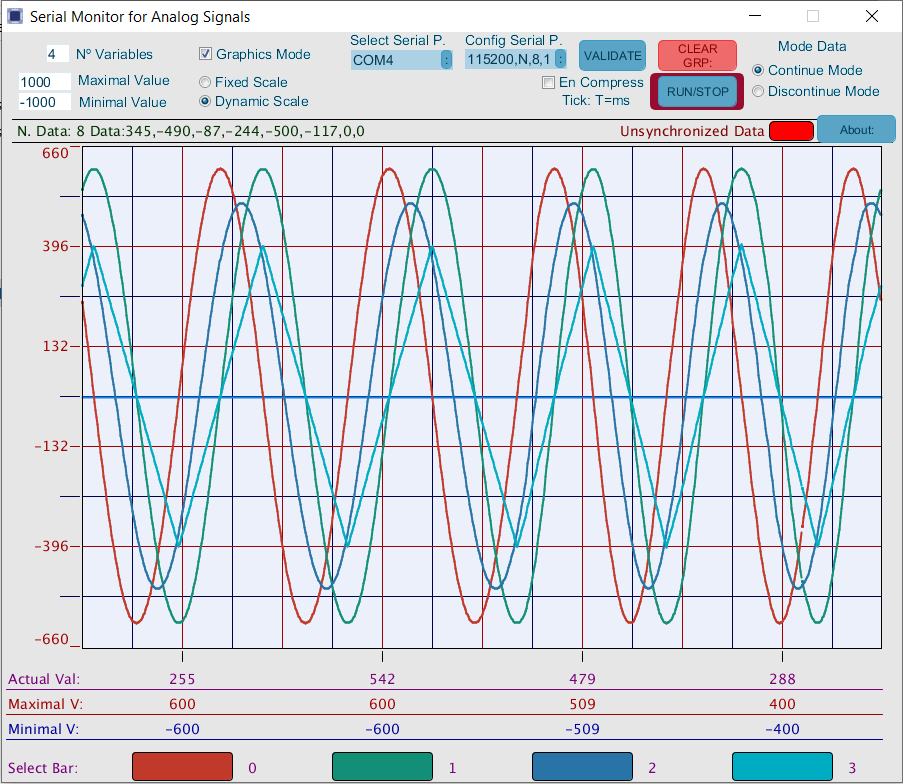 Serial Monitor for Analog Signals
4 Nº Variables
Graphics Mode
Select Serial P.
Config Serial P.
COM4 :
115200,N,8,1 :
VALIDATE
CLEAR
GRP:
Mode Data
1000 Maximal Value
-1000 Minimal Value
Fixed Scale
Dynamic Scale
En Compress
Tick: T=ms
RUN/STOP
Continue Mode
Discontinue Mode
N. Data: 8 Data:345,-490,-87,-244,-500,-117,0,0
Unsynchronized Data
About:
660
396
132
-132
-396
-660
Actual Val: 255 542 479 288
Maximal V: 600 600 509 400
Minimal V: -600 -600 -509 -400
Select Bar: 0 1 2 3